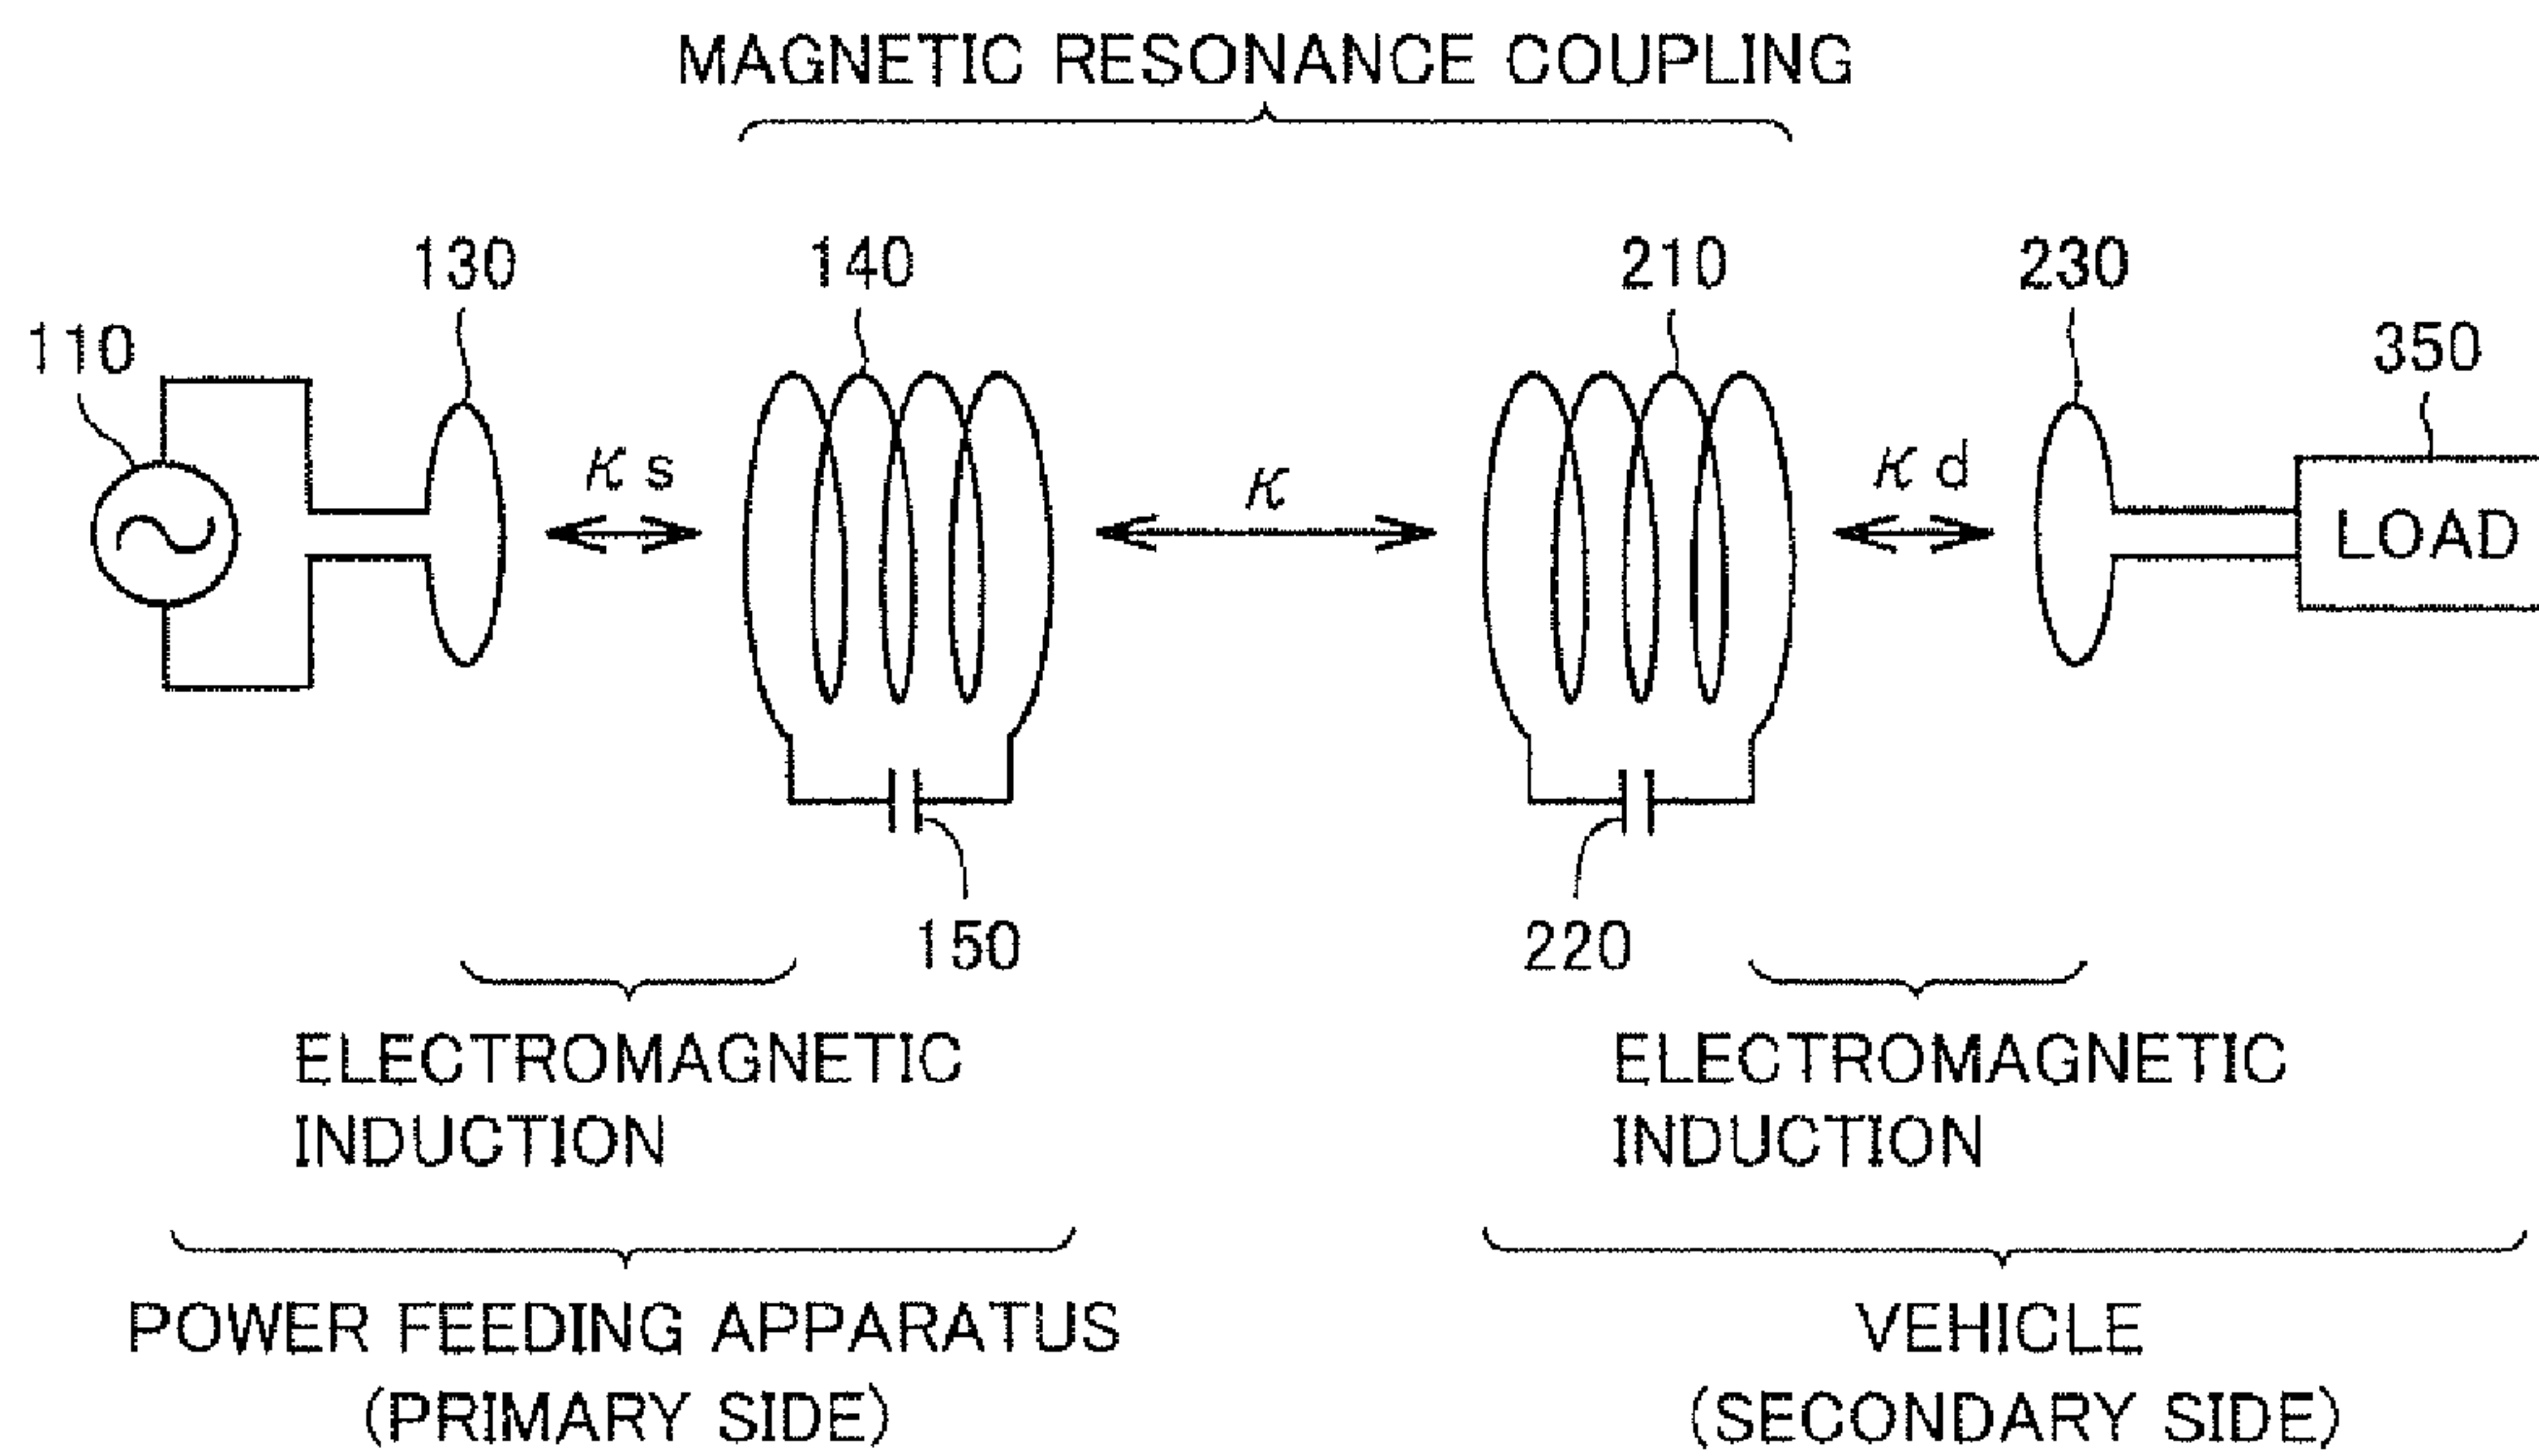 MAGNETIC RESONANCE COUPLING
130
140
210
230
110
350
κs
κ
κd
LOAD
150
220
ELECTROMAGNETIC
INDUCTION
ELECTROMAGNETIC
INDUCTION
POWER FEEDING APPARATUS
(PRIMARY SIDE)
VEHICLE
(SECONDARY SIDE)